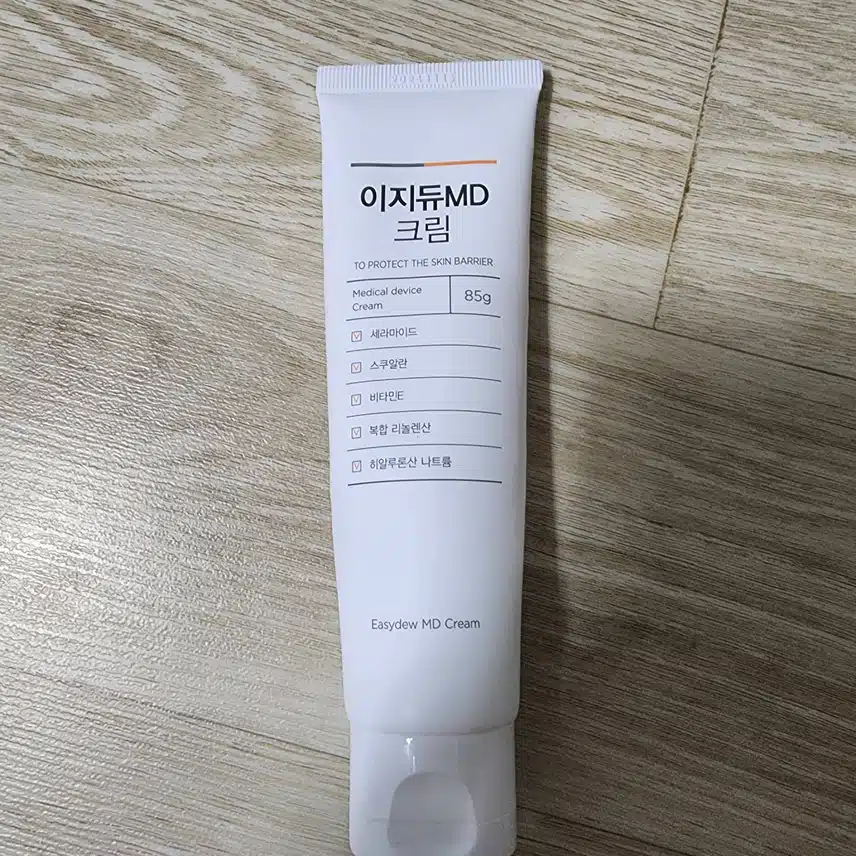 이지듀MD
크림
TO PROTECT THE SKIN BARRIER
Medical device
Cream
85g
세라마이드
스쿠알란
비타민E
복합 리놀렌산
히알루론산 나트륨
Easydew MD Cream